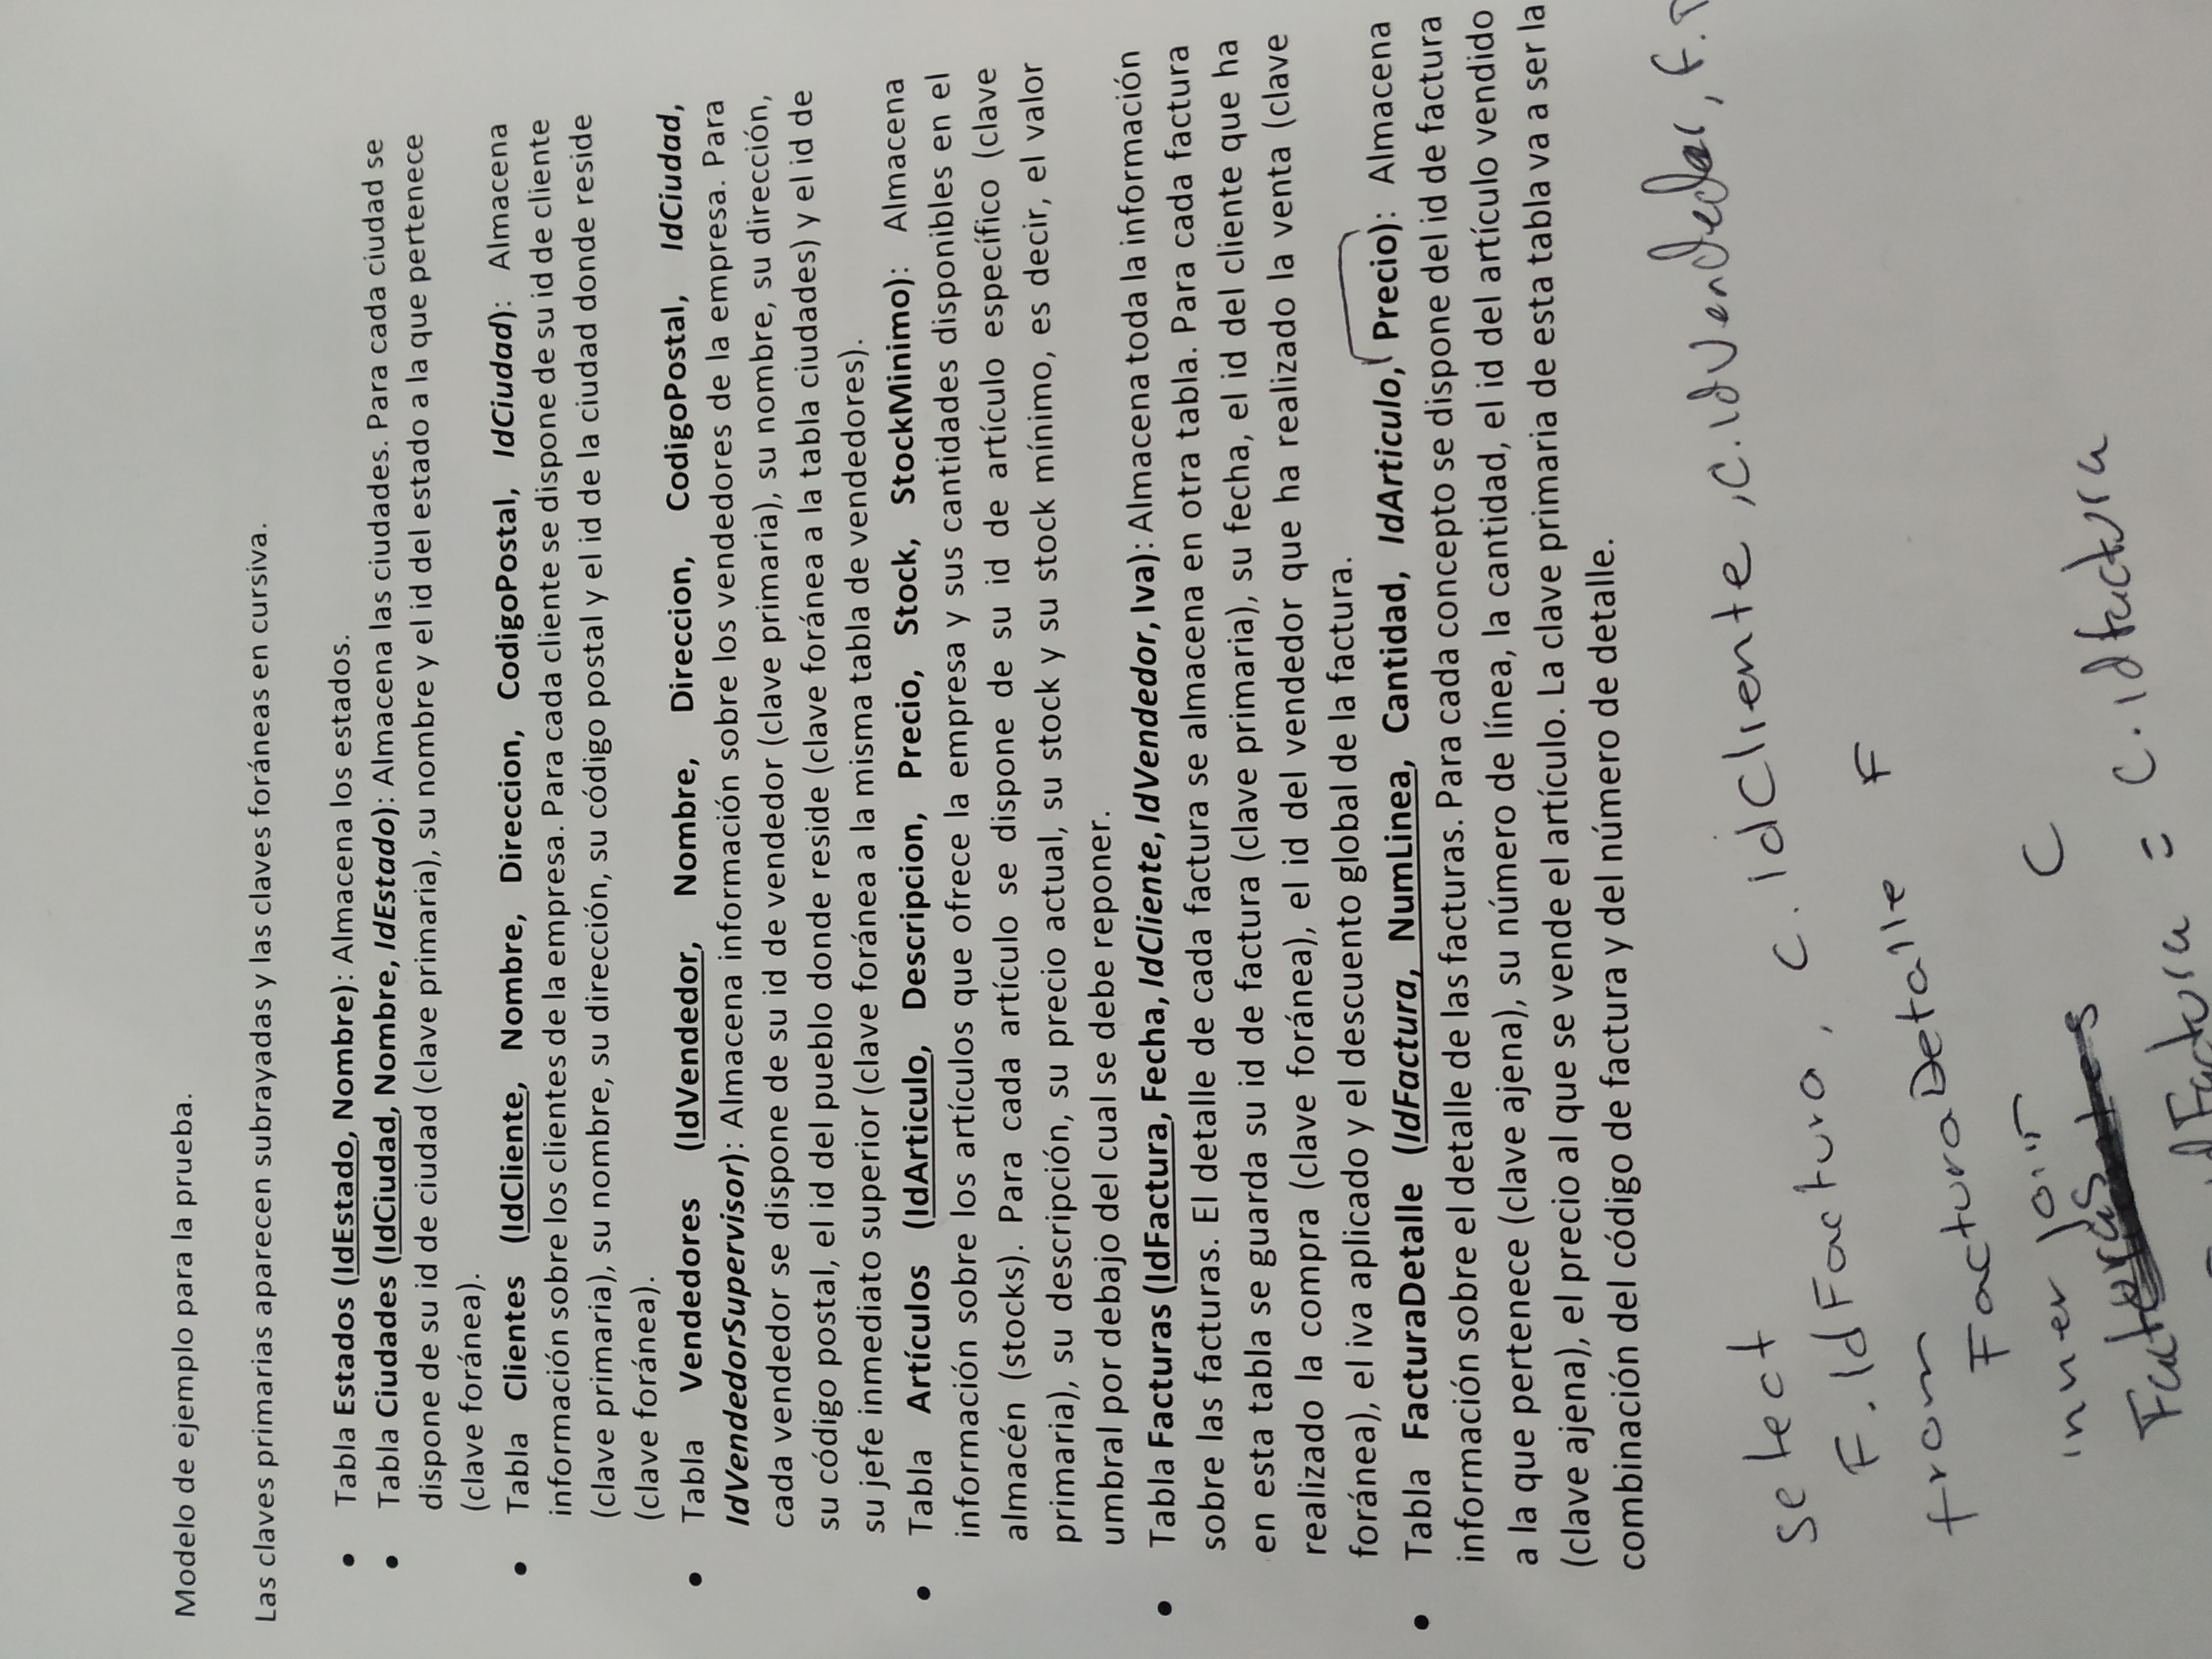 Modelo de ejemplo para la prueba.
Las claves primarias aparecen subrayadas y las claves foráneas en cursiva.
• Tabla Estados (IdEstado, Nombre): Almacena los estados.
• Tabla Ciudades (IdCiudad, Nombre, IdEstado): Almacena las ciudades. Para cada ciudad se
dispone de su id de ciudad (clave primaria), su nombre y el id del estado a la que pertenece
(clave foránea).
• Tabla Clientes (IdCliente, Nombre, Direccion, CodigoPostal, IdCiudad): Almacena
información sobre los clientes de la empresa. Para cada cliente se dispone de su id de cliente
(clave primaria), su nombre, su dirección, su código postal y el id de la ciudad donde reside
(clave foránea).
• Tabla Vendedores (IdVendedor, Nombre, Direccion, CodigoPostal, IdCiudad,
IdVendedorSupervisor): Almacena información sobre los vendedores de la empresa. Para
cada vendedor se dispone de su id de vendedor (clave primaria), su nombre, su dirección,
su código postal, el id del pueblo donde reside (clave foránea a la tabla ciudades) y el id de
su jefe inmediato superior (clave foránea a la misma tabla de vendedores).
• Tabla Artículos (IdArticulo, Descripcion, Precio, Stock, StockMinimo): Almacena
información sobre los artículos que ofrece la empresa y sus cantidades disponibles en el
almacén (stocks). Para cada artículo se dispone de su id de artículo específico (clave
primaria), su descripción, su precio actual, su stock y su stock mínimo, es decir, el valor
umbral por debajo del cual se debe reponer.
• Tabla Facturas (IdFactura, Fecha, IdCliente, IdVendedor, Iva): Almacena toda la información
sobre las facturas. El detalle de cada factura se almacena en otra tabla. Para cada factura
en esta tabla se guarda su id de factura (clave primaria), su fecha, el id del cliente que ha
realizado la compra (clave foránea), el id del vendedor que ha realizado la venta (clave
foránea), el iva aplicado y el descuento global de la factura.
• Tabla FacturaDetalle (IdFactura, NumLinea, Cantidad, IdArticulo, Precio): Almacena
información sobre el detalle de las facturas. Para cada concepto se dispone del id de factura
a la que pertenece (clave ajena), su número de línea, la cantidad, el id del artículo vendido
(clave ajena), el precio al que se vende el artículo. La clave primaria de esta tabla va a ser la
combinación del código de factura y del número de detalle.
select
F.IdFactura, C.IdCliente, C.IdVendedor, F.
from
FacturaDetalle F
inner join
Facturas C
IdFactura = C.idfactura